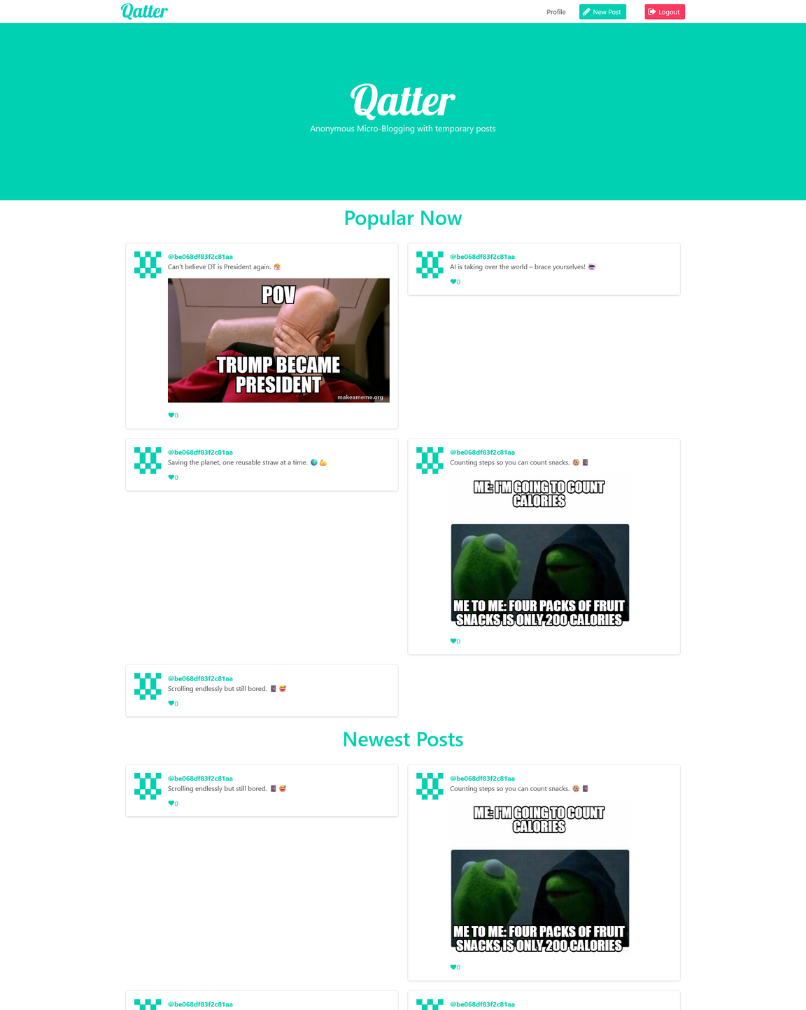 Qatter
Profile
New Post
Logout
Qatter
Anonymous Micro-Blogging with temporary posts
Popular Now
@be068df83f2c81aa
Can't believe DT is President again.
POV
TRUMP BECAME
PRESIDENT
makeameme.org
0
@be068df83f2c81aa
AI is taking over the world – brace yourselves!
0
@be068df83f2c81aa
Saving the planet, one reusable straw at a time.
0
@be068df83f2c81aa
Counting steps so you can count snacks.
ME: I'M GOING TO COUNT
CALORIES
ME TO ME: FOUR PACKS OF FRUIT
SNACKS IS ONLY 200 CALORIES
0
@be068df83f2c81aa
Scrolling endlessly but still bored.
0
Newest Posts
@be068df83f2c81aa
Scrolling endlessly but still bored.
0
@be068df83f2c81aa
Counting steps so you can count snacks.
ME: I'M GOING TO COUNT
CALORIES
ME TO ME: FOUR PACKS OF FRUIT
SNACKS IS ONLY 200 CALORIES
0
@be068df83f2c81aa
@be068df83f2c81aa